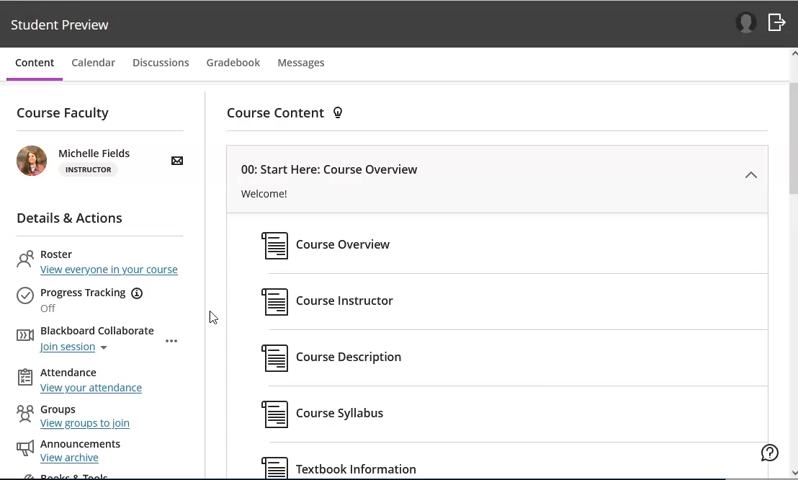 Student Preview
Content Calendar Discussions Gradebook Messages
Course Faculty
Michelle Fields
INSTRUCTOR
Details & Actions
Roster
View everyone in your course
Progress Tracking
Off
Blackboard Collaborate
Join session
Attendance
View your attendance
Groups
View groups to join
Announcements
View archive
Books & Tools
Course Content
00: Start Here: Course Overview
Welcome!
Course Overview
Course Instructor
Course Description
Course Syllabus
Textbook Information